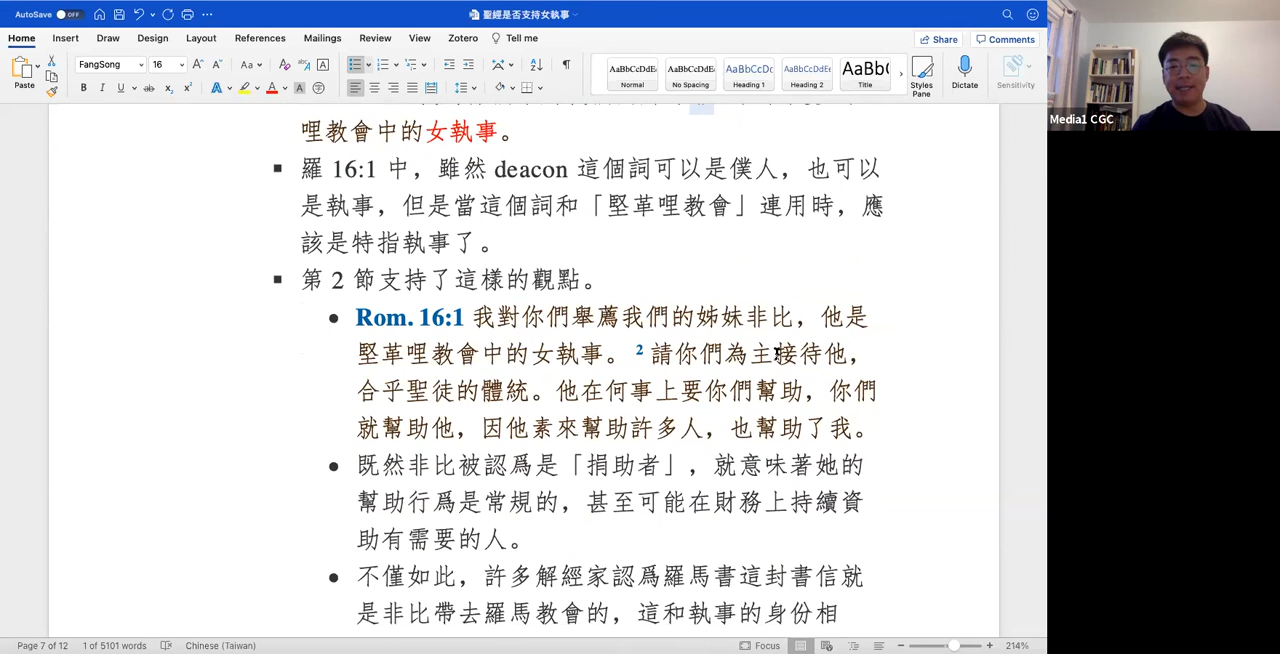 AutoSave OFF
聖經是否支持女執事
Home Insert Draw Design Layout References Mailings Review View Zotero Tell me
Share Comments
Paste
FangSong 16
Normal No Spacing Heading 1 Heading 2 Title
Styles Pane
Dictate
Sensitivity
Media1 CGC
哩教會中的女執事。
羅 16:1 中，雖然 deacon 這個詞可以是僕人，也可以
是執事，但是當這個詞和「堅革哩教會」連用時，應
該是特指執事了。
第 2 節支持了這樣的觀點。
Rom. 16:1 我對你們舉薦我們的姊妹非比，他是
堅革哩教會中的女執事。 2 請你們為主接待他，
合乎聖徒的體統。他在何事上要你們幫助，你們
就幫助他，因他素來幫助許多人，也幫助了我。
既然非比被認爲是「捐助者」，就意味著她的
幫助行爲是常規的，甚至可能在財務上持續資
助有需要的人。
不僅如此，許多解經家認爲羅馬書這封書信就
是非比帶去羅馬教會的，這和執事的身份相
Page 7 of 12 1 of 5101 words Chinese (Taiwan) Focus 214%